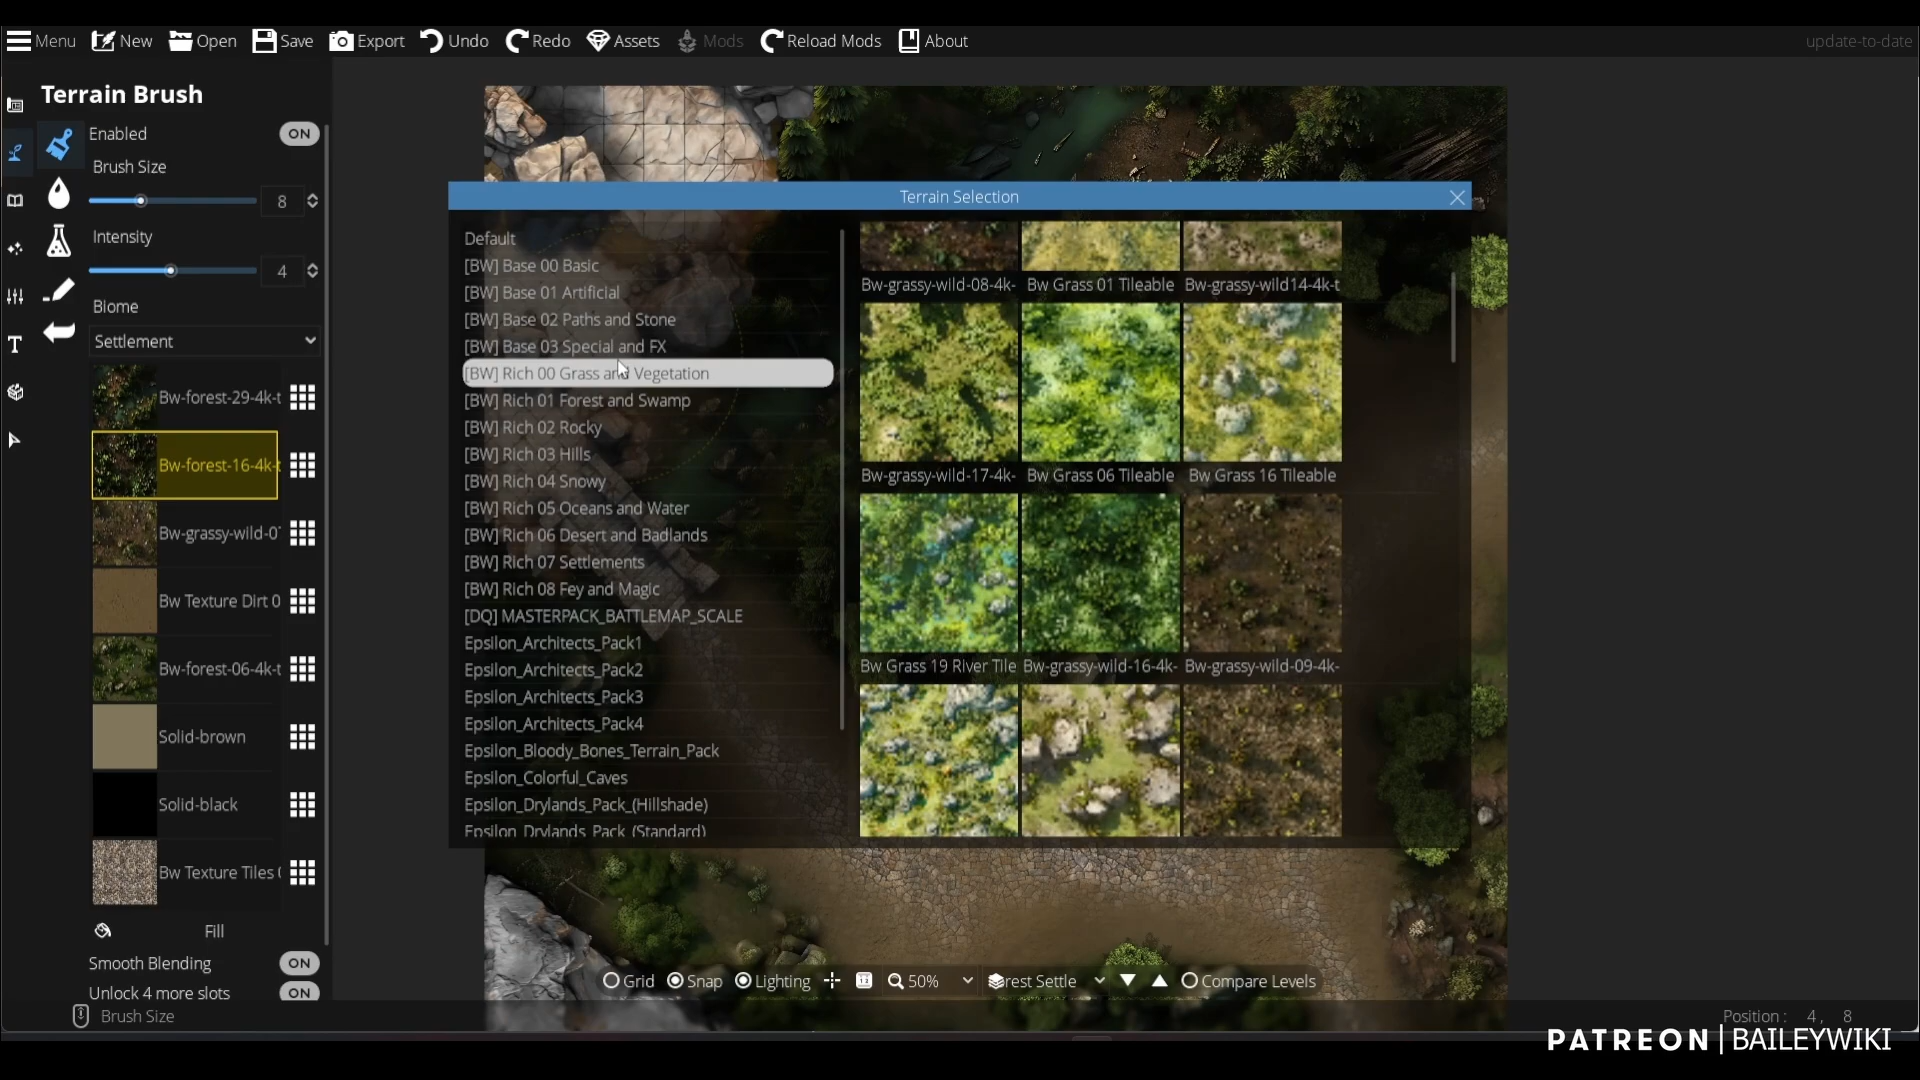 Menu New Open Save Export Undo Redo Assets Mods Reload Mods About update-to-date
Terrain Brush
Enabled ON
Brush Size
8
Intensity
4
Biome
Settlement
Bw-forest-29-4k-t
Bw-forest-16-4k-t
Bw-grassy-wild-0
Bw Texture Dirt 0
Bw-forest-06-4k-t
Solid-brown
Solid-black
Bw Texture Tiles
Fill
Smooth Blending ON
Unlock 4 more slots ON
Brush Size
Terrain Selection
Default
[BW] Base 00 Basic
[BW] Base 01 Artificial
[BW] Base 02 Paths and Stone
[BW] Base 03 Special and FX
[BW] Rich 00 Grass and Vegetation
[BW] Rich 01 Forest and Swamp
[BW] Rich 02 Rocky
[BW] Rich 03 Hills
[BW] Rich 04 Snowy
[BW] Rich 05 Oceans and Water
[BW] Rich 06 Desert and Badlands
[BW] Rich 07 Settlements
[BW] Rich 08 Fey and Magic
[DQ] MASTERPACK_BATTLEMAP_SCALE
Epsilon_Architects_Pack1
Epsilon_Architects_Pack2
Epsilon_Architects_Pack3
Epsilon_Architects_Pack4
Epsilon_Bloody_Bones_Terrain_Pack
Epsilon_Colorful_Caves
Epsilon_Drylands_Pack_(Hillshade)
Epsilon_Drylands_Pack_(Standard)
Bw-grassy-wild-08-4k- Bw Grass 01 Tileable Bw-grassy-wild14-4k-t
Bw-grassy-wild-17-4k- Bw Grass 06 Tileable Bw Grass 16 Tileable
Bw Grass 19 River Tile Bw-grassy-wild-16-4k- Bw-grassy-wild-09-4k-
Grid Snap Lighting 50% rest Settle Compare Levels
Position : 4 , 8
PATREON | BAILEYWIKI